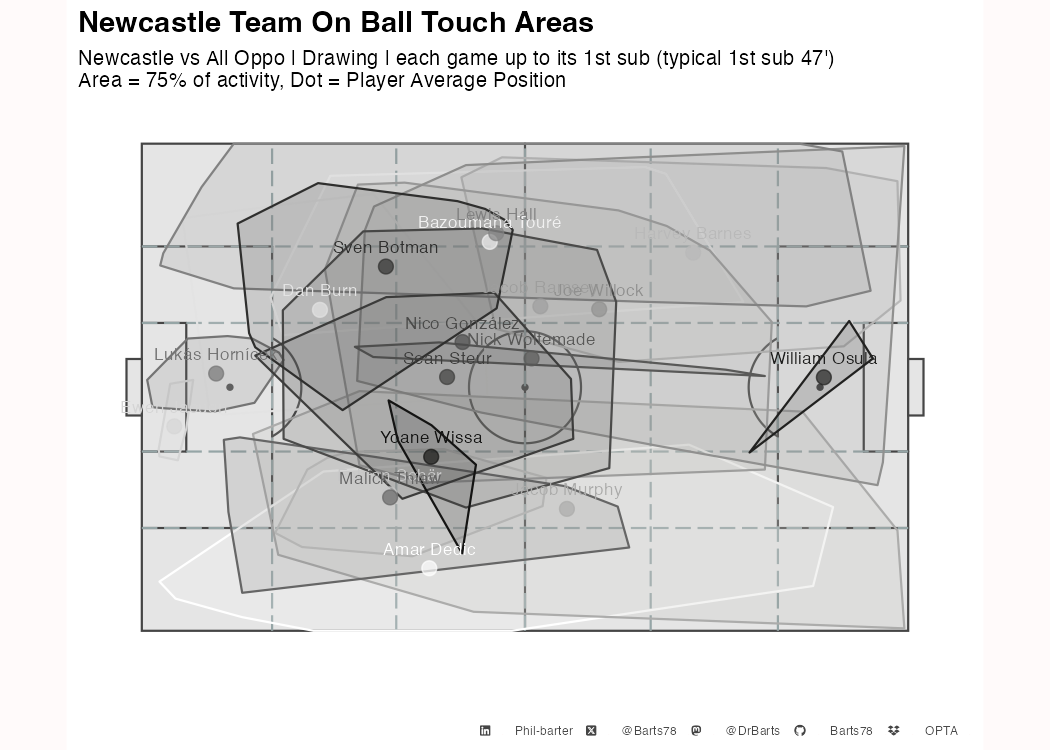 Newcastle Team On Ball Touch Areas
Newcastle vs All Oppo | Drawing | each game up to its 1st sub (typical 1st sub 47')
Area = 75% of activity, Dot = Player Average Position
Lewis Hall
Bazoumana Touré
Harvey Barnes
Sven Botman
Dan Burn
Jacob Ramsey
Joe Willock
Nico González
Nick Woltemade
Lukás Hornicek
Sean Steur
William Osula
Yoane Wissa
Malick Thiaw
Jacob Murphy
Amar Dedic
Phil-barter @Barts78 @DrBarts Barts78 OPTA